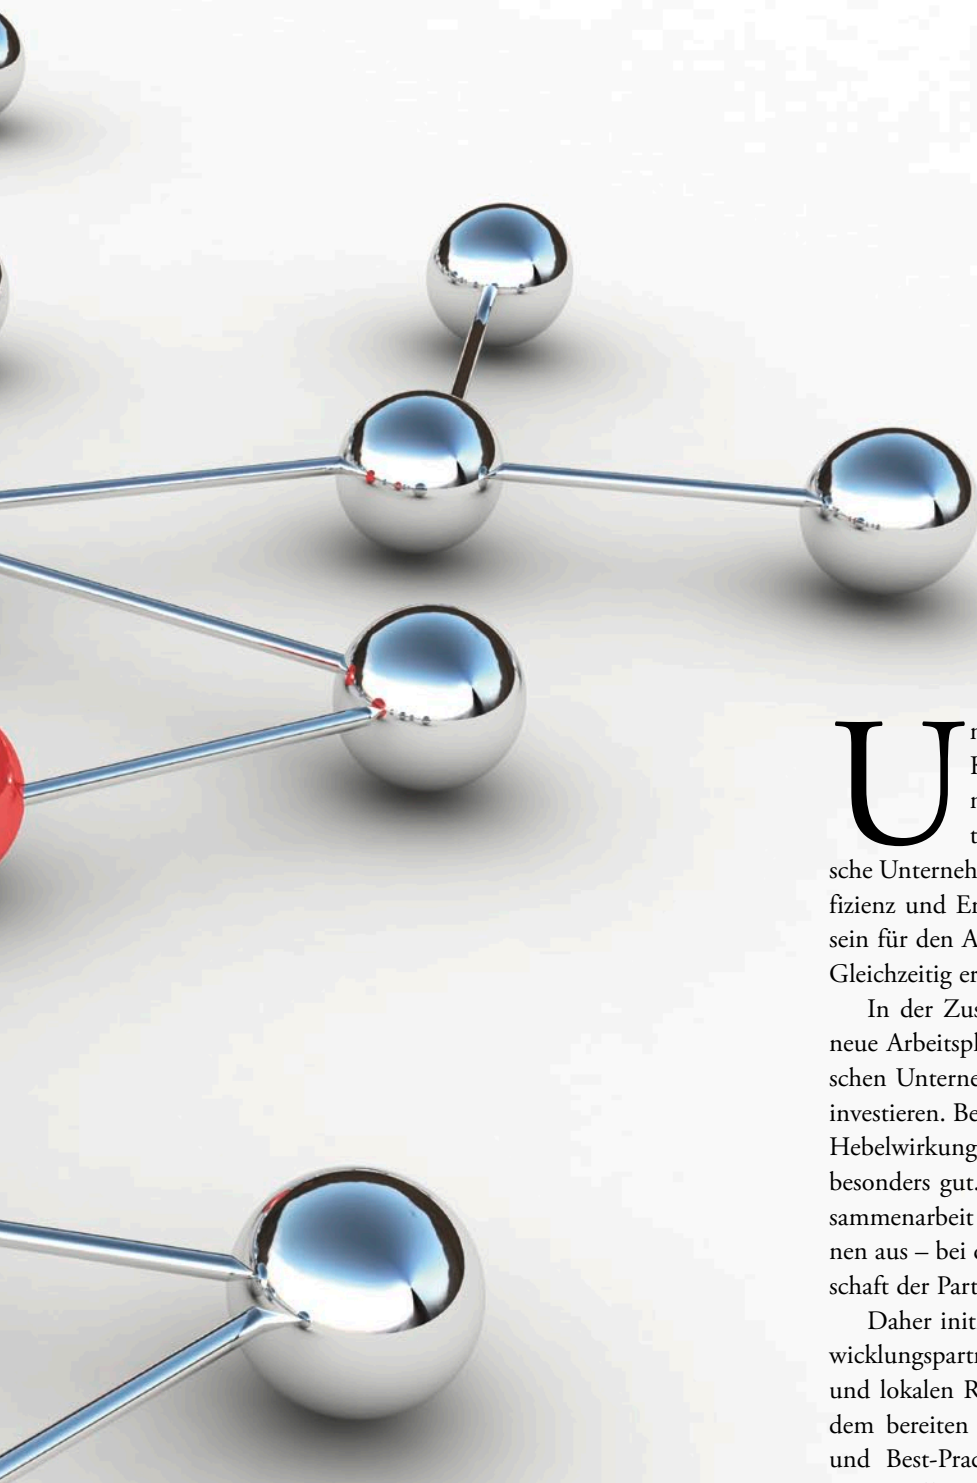 U
sche Unterneh
fizienz und En
sein für den A
Gleichzeitig er
In der Zus
neue Arbeitspl
schen Unterne
investieren. Be
Hebelwirkung
besonders gut.
sammenarbeit
nen aus – bei
schaft der Part
Daher init
wicklungspart
und lokalen R
dem bereiten
und Best-Prac